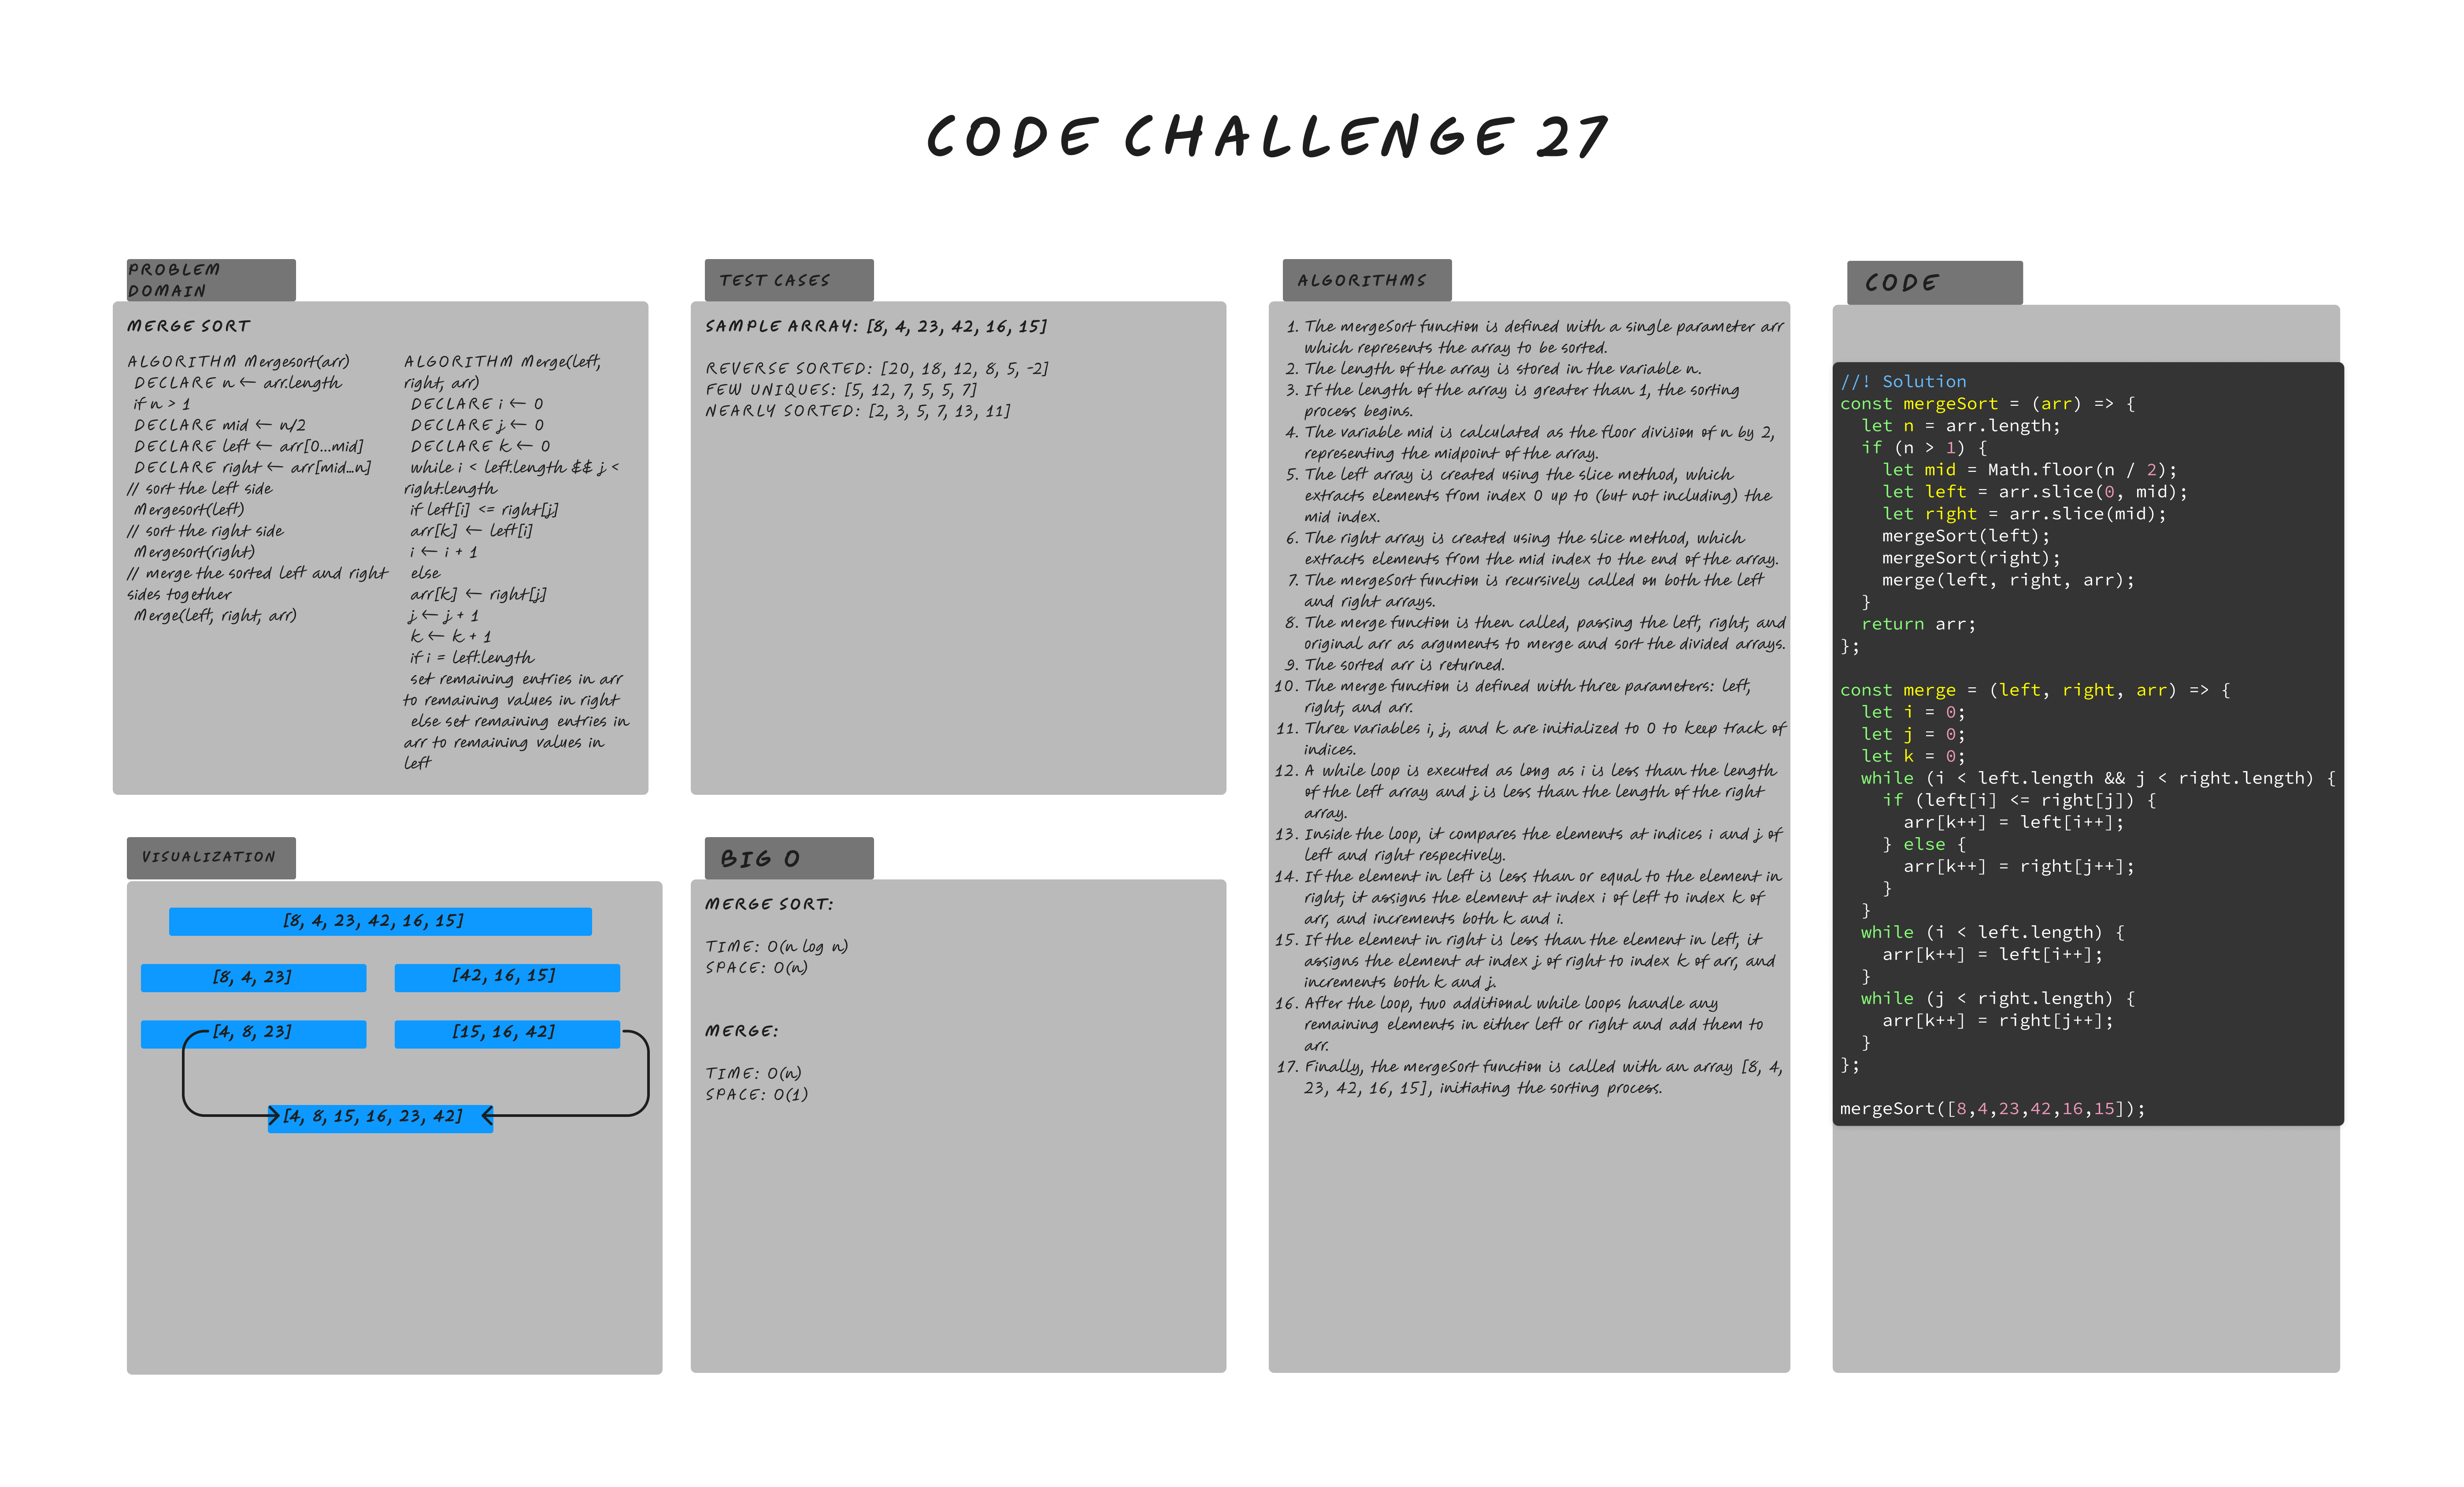 CODE CHALLENGE 27
PROBLEM
DOMAIN
MERGE SORT
ALGORITHM Mergesort(arr)
DECLARE n <-- arr.length
if n > 1
DECLARE mid <-- n/2
DECLARE left <-- arr[0...mid]
DECLARE right <-- arr[mid...n]
// sort the left side
Mergesort(left)
// sort the right side
Mergesort(right)
// merge the sorted left and right
sides together
Merge(left, right, arr)
ALGORITHM Merge(left,
right, arr)
DECLARE i <-- 0
DECLARE j <-- 0
DECLARE k <-- 0
while i < left.length && j <
right.length
if left[i] <= right[j]
arr[k] <-- left[i]
i <-- i + 1
else
arr[k] <-- right[j]
j <-- j + 1
k <-- k + 1
if i = left.length
set remaining entries in arr
to remaining values in right
else set remaining entries in
arr to remaining values in
left
TEST CASES
SAMPLE ARRAY: [8, 4, 23, 42, 16, 15]
REVERSE SORTED: [20, 18, 12, 8, 5, -2]
FEW UNIQUES: [5, 12, 7, 5, 5, 7]
NEARLY SORTED: [2, 3, 5, 7, 13, 11]
VISUALIZATION
[8, 4, 23, 42, 16, 15]
[8, 4, 23]
[42, 16, 15]
[4, 8, 23]
[15, 16, 42]
[4, 8, 15, 16, 23, 42]
BIG O
MERGE SORT:
TIME: O(n log n)
SPACE: O(n)
MERGE:
TIME: O(n)
SPACE: O(1)
ALGORITHMS
1. The mergeSort function is defined with a single parameter arr
which represents the array to be sorted.
2. The length of the array is stored in the variable n.
3. If the length of the array is greater than 1, the sorting
process begins.
4. The variable mid is calculated as the floor division of n by 2,
representing the midpoint of the array.
5. The left array is created using the slice method, which
extracts elements from index 0 up to (but not including) the
mid index.
6. The right array is created using the slice method, which
extracts elements from the mid index to the end of the array.
7. The mergeSort function is recursively called on both the left
and right arrays.
8. The merge function is then called, passing the left, right, and
original arr as arguments to merge and sort the divided arrays.
9. The sorted arr is returned.
10. The merge function is defined with three parameters: left,
right, and arr.
11. Three variables i, j, and k are initialized to 0 to keep track of
indices.
12. A while loop is executed as long as i is less than the length
of the left array and j is less than the length of the right
array.
13. Inside the loop, it compares the elements at indices i and j of
left and right respectively.
14. If the element in left is less than or equal to the element in
right, it assigns the element at index i of left to index k of
arr, and increments both k and i.
15. If the element in right is less than the element in left, it
assigns the element at index j of right to index k of arr, and
increments both k and j.
16. After the loop, two additional while loops handle any
remaining elements in either left or right and add them to
arr.
17. Finally, the mergeSort function is called with an array [8, 4,
23, 42, 16, 15], initiating the sorting process.
CODE
//! Solution
const mergeSort = (arr) => {
let n = arr.length;
if (n > 1) {
let mid = Math.floor(n / 2);
let left = arr.slice(0, mid);
let right = arr.slice(mid);
mergeSort(left);
mergeSort(right);
merge(left, right, arr);
}
return arr;
};
const merge = (left, right, arr) => {
let i = 0;
let j = 0;
let k = 0;
while (i < left.length && j < right.length) {
if (left[i] <= right[j]) {
arr[k++] = left[i++];
} else {
arr[k++] = right[j++];
}
}
while (i < left.length) {
arr[k++] = left[i++];
}
while (j < right.length) {
arr[k++] = right[j++];
}
};
mergeSort([8,4,23,42,16,15]);